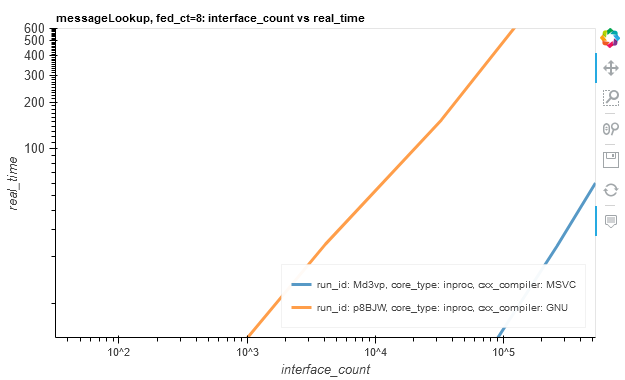 messageLookup, fed_ct=8: interface_count vs real_time
600
500
400
300
200
100
real_time
run_id: Md3vp, core_type: inproc, cxx_compiler: MSVC
run_id: p8BJW, core_type: inproc, cxx_compiler: GNU
10^2
10^3
10^4
10^5
interface_count